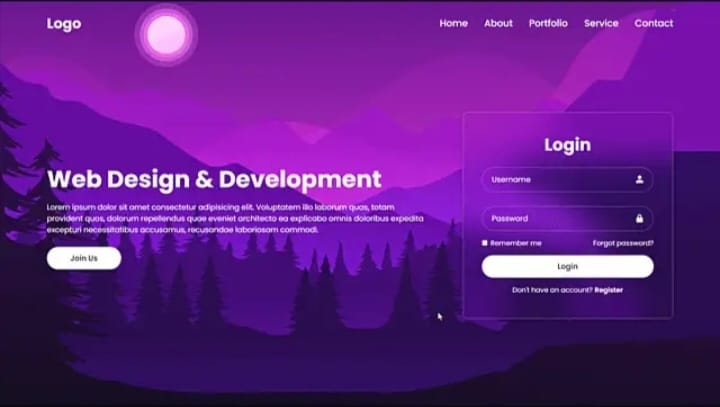 Logo
Home About Portfolio Service Contact
Web Design & Development
Lorem ipsum dolor sit amet consectetur adipisicing elit. Voluptatem illo laborum quas, totam
provident quos, dolorum repellendus quae eveniet architecto ea explicabo omnis doloribus expedita
excepturi necessitatibus accusamus, recusandae laboriosam commodi.
Join Us
Login
Username
Password
Remember me Forgot password?
Login
Don't have an account? Register